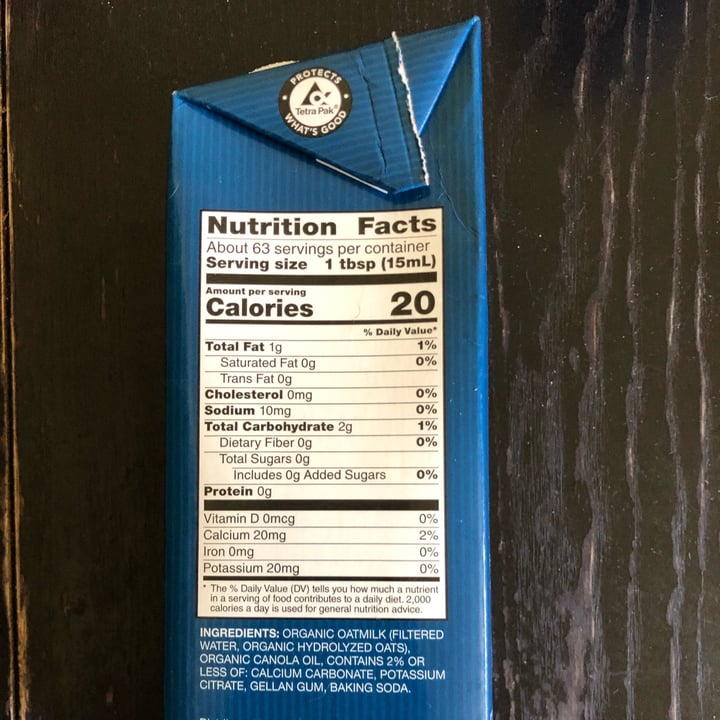 PROTECTS
Tetra Pak®
WHAT'S GOOD
Nutrition Facts
About 63 servings per container
Serving size 1 tbsp (15mL)
Amount per serving
Calories 20
% Daily Value*
Total Fat 1g 1%
Saturated Fat 0g 0%
Trans Fat 0g
Cholesterol 0mg 0%
Sodium 10mg 0%
Total Carbohydrate 2g 1%
Dietary Fiber 0g 0%
Total Sugars 0g
Includes 0g Added Sugars 0%
Protein 0g
Vitamin D 0mcg 0%
Calcium 20mg 2%
Iron 0mg 0%
Potassium 20mg 0%
* The % Daily Value (DV) tells you how much a nutrient
in a serving of food contributes to a daily diet. 2,000
calories a day is used for general nutrition advice.
INGREDIENTS: ORGANIC OATMILK (FILTERED
WATER, ORGANIC HYDROLYZED OATS),
ORGANIC CANOLA OIL, CONTAINS 2% OR
LESS OF: CALCIUM CARBONATE, POTASSIUM
CITRATE, GELLAN GUM, BAKING SODA.